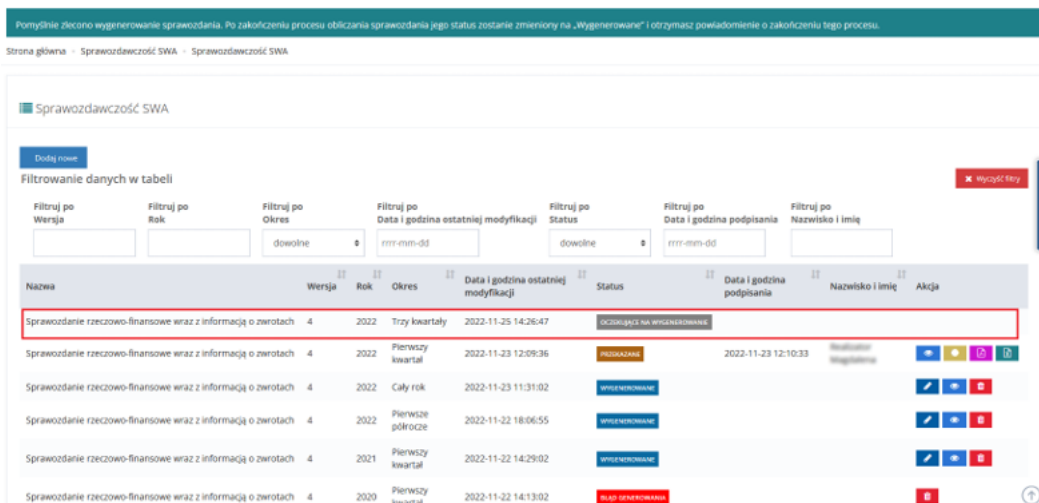 Pomyślnie zlecono wygenerowanie sprawozdania. Po zakończeniu procesu obliczania sprawozdania jego status zostanie zmieniony na „Wygenerowane” i otrzymasz powiadomienie o zakończeniu tego procesu.
Strona główna Sprawozdawczość SWA Sprawozdawczość SWA
Sprawozdawczość SWA
Dodaj nowe
Filtrowanie danych w tabeli
Wyczyść filtry
Filtruj po Filtruj po Filtruj po Filtruj po Filtruj po Filtruj po Filtruj po
Wersja Rok Okres Data i godzina ostatniej modyfikacji Status Data i godzina podpisania Nazwisko i imię
dowolne rrrr-mm-dd dowolne rrrr-mm-dd
Nazwa Wersja Rok Okres Data i godzina ostatniej modyfikacji Status Data i godzina podpisania Nazwisko i imię Akcja
Sprawozdanie rzeczowo-finansowe wraz z informacją o zwrotach 4 2022 Trzy kwartały 2022-11-25 14:26:47 OCZEKUJĄCE NA WYGENEROWANIE
Sprawozdanie rzeczowo-finansowe wraz z informacją o zwrotach 4 2022 Pierwszy kwartał 2022-11-23 12:09:36 PRZEKAZANE 2022-11-23 12:10:33
Sprawozdanie rzeczowo-finansowe wraz z informacją o zwrotach 4 2022 Cały rok 2022-11-23 11:31:02 WYGENEROWANE
Sprawozdanie rzeczowo-finansowe wraz z informacją o zwrotach 4 2022 Pierwsze półrocze 2022-11-22 18:06:55 WYGENEROWANE
Sprawozdanie rzeczowo-finansowe wraz z informacją o zwrotach 4 2021 Pierwszy kwartał 2022-11-22 14:29:02 WYGENEROWANE
Sprawozdanie rzeczowo-finansowe wraz z informacją o zwrotach 4 2020 Pierwszy kwartał 2022-11-22 14:13:02 BŁĄD GENEROWANIA